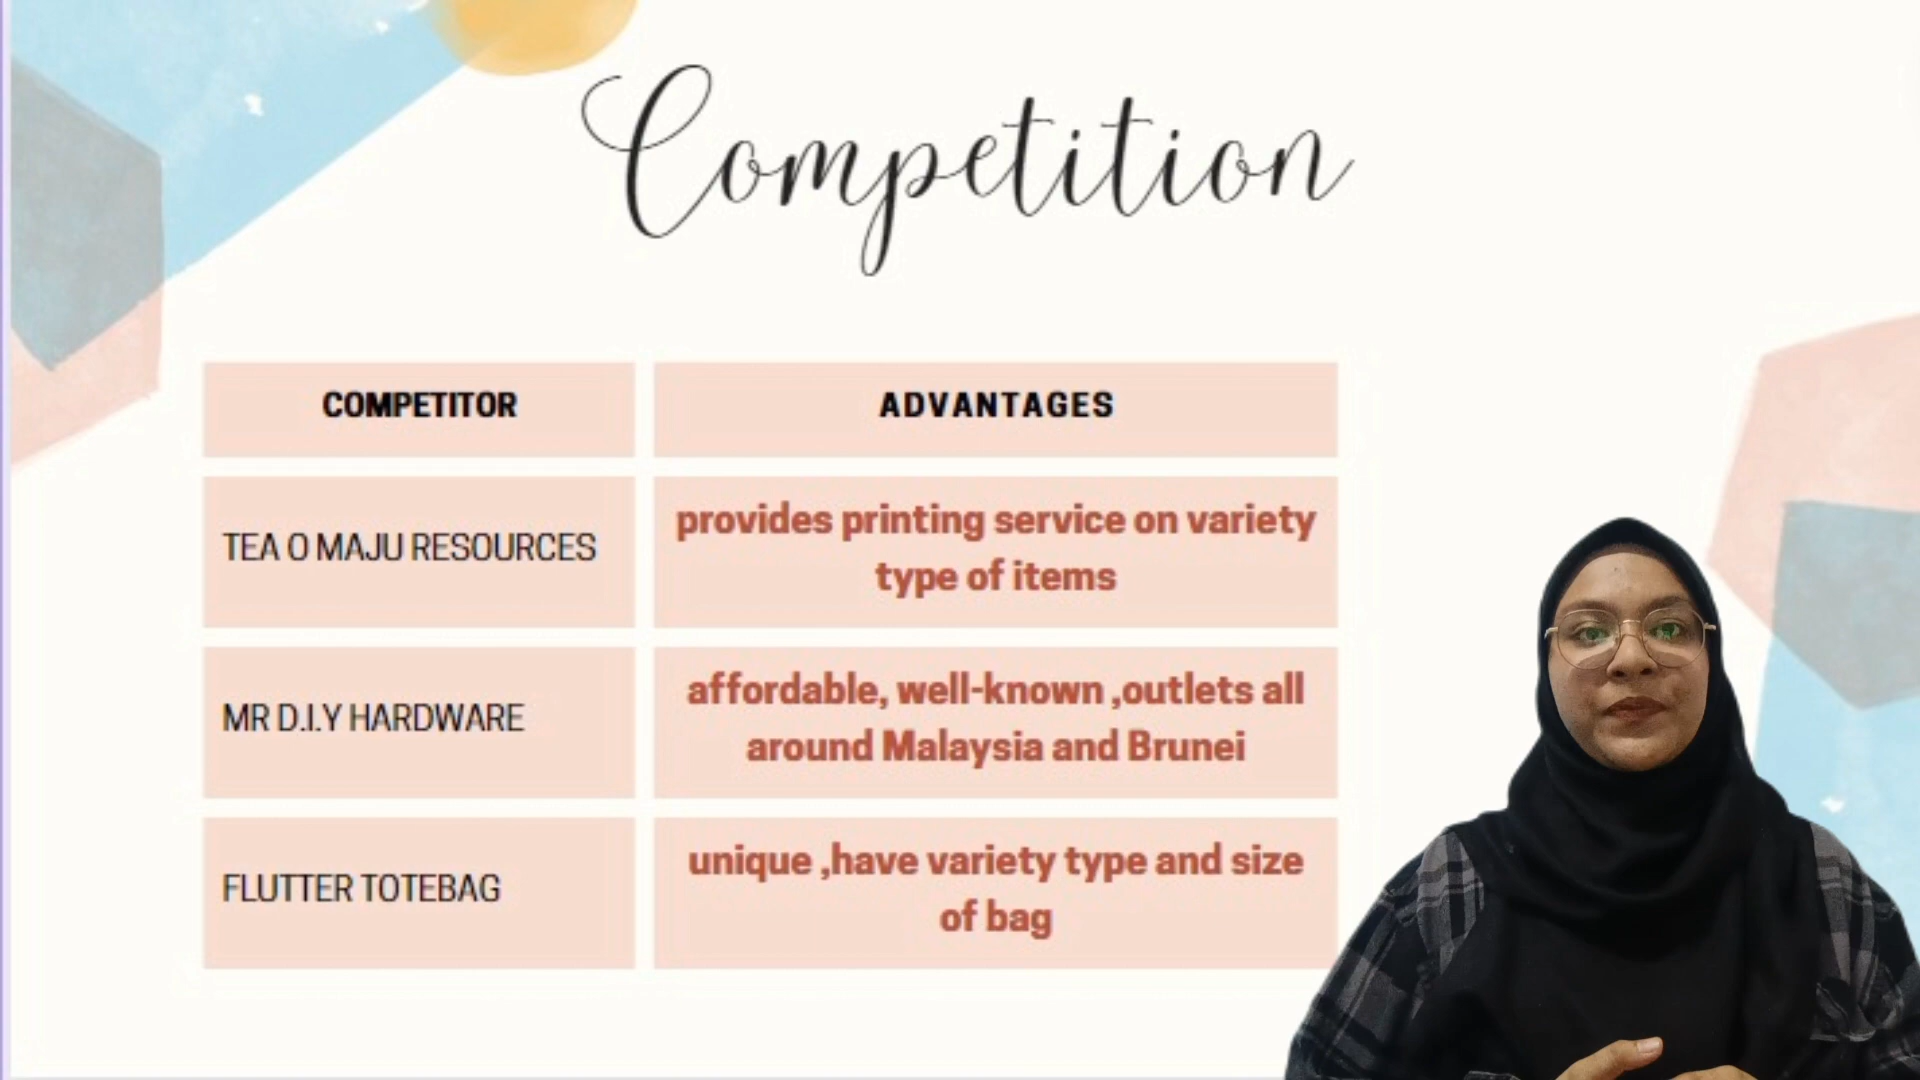 Competition
COMPETITOR
ADVANTAGES
TEA O MAJU RESOURCES
provides printing service on variety
type of items
MR D.I.Y HARDWARE
affordable, well-known ,outlets all
around Malaysia and Brunei
FLUTTER TOTEBAG
unique ,have variety type and size
of bag